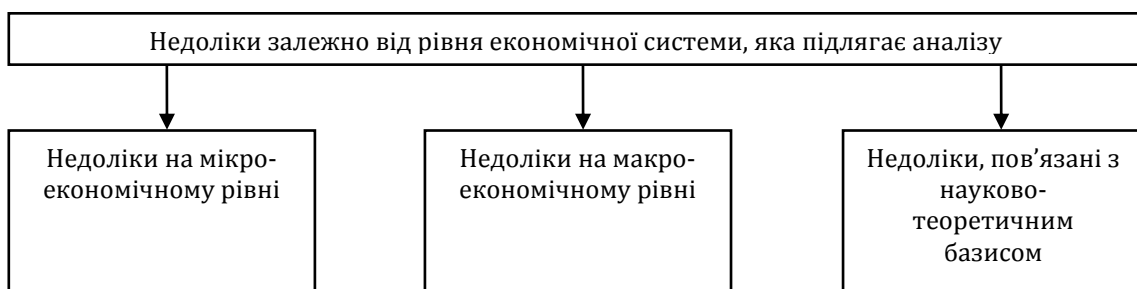 Недоліки залежно від рівня економічної системи, яка підлягає аналізу
Недоліки на мікро-
економічному рівні
Недоліки на макро-
економічному рівні
Недоліки, пов’язані з
науково-
теоретичним
базисом